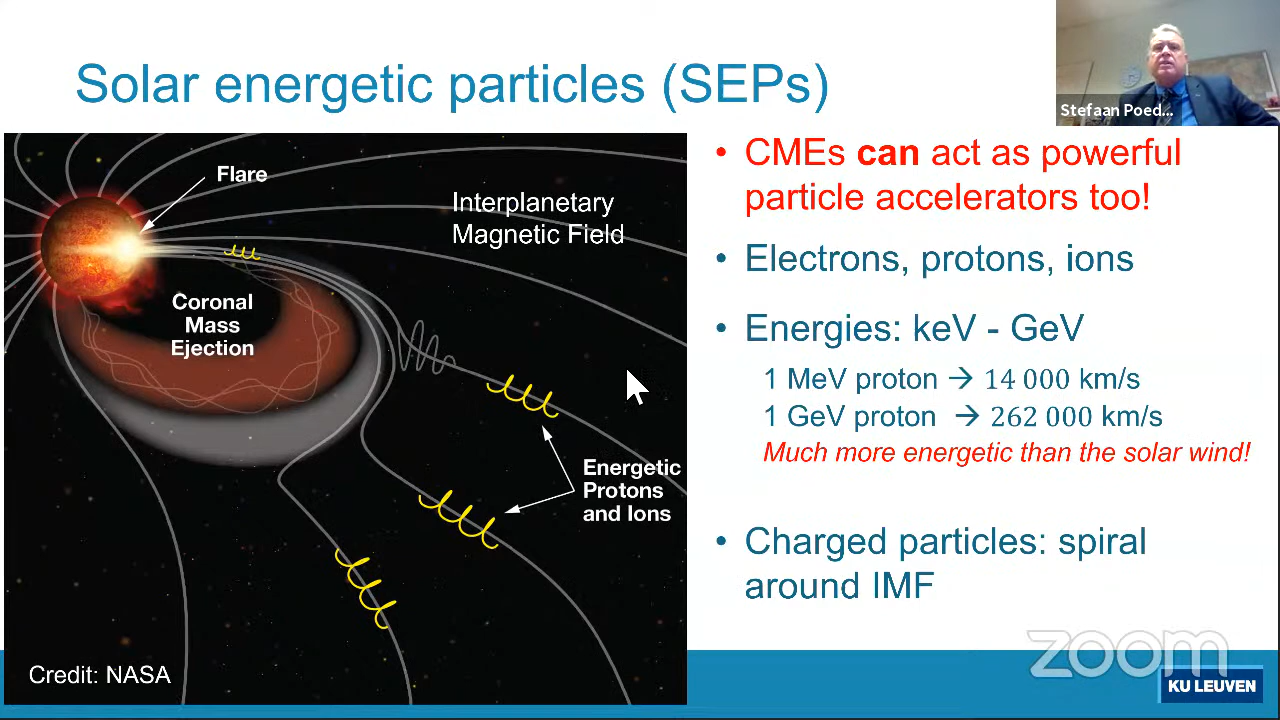 Solar energetic particles (SEPs)
Stefaan Poed...
Flare
Interplanetary
Magnetic Field
Coronal
Mass
Ejection
Energetic
Protons
and Ions
Credit: NASA
• CMEs can act as powerful
particle accelerators too!
• Electrons, protons, ions
• Energies: keV - GeV
1 MeV proton → 14 000 km/s
1 GeV proton → 262 000 km/s
Much more energetic than the solar wind!
• Charged particles: spiral
around IMF
zoom
KU LEUVEN